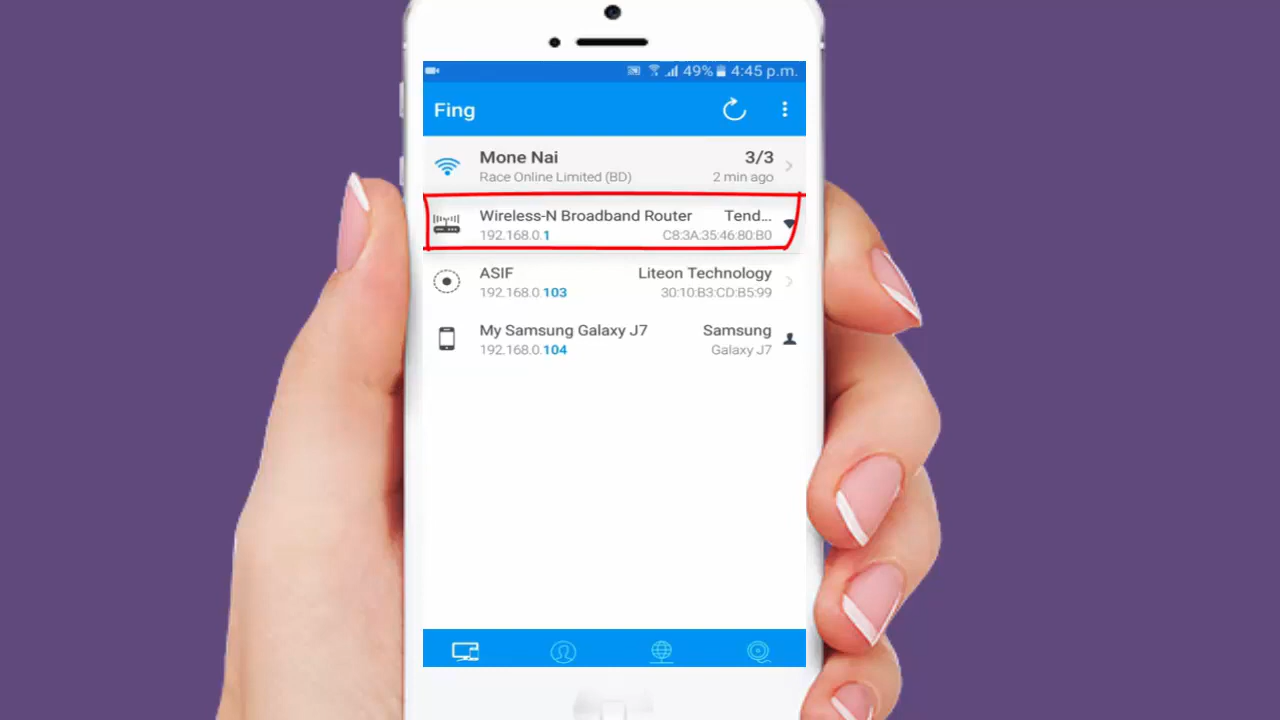 49% 4:45 p.m.
Fing
Mone Nai 3/3
Race Online Limited (BD) 2 min ago
Wireless-N Broadband Router Tend...
192.168.0.1 C8:3A:35:46:80:B0
ASIF Liteon Technology
192.168.0.103 30:10:B3:CD:B5:99
My Samsung Galaxy J7 Samsung
192.168.0.104 Galaxy J7